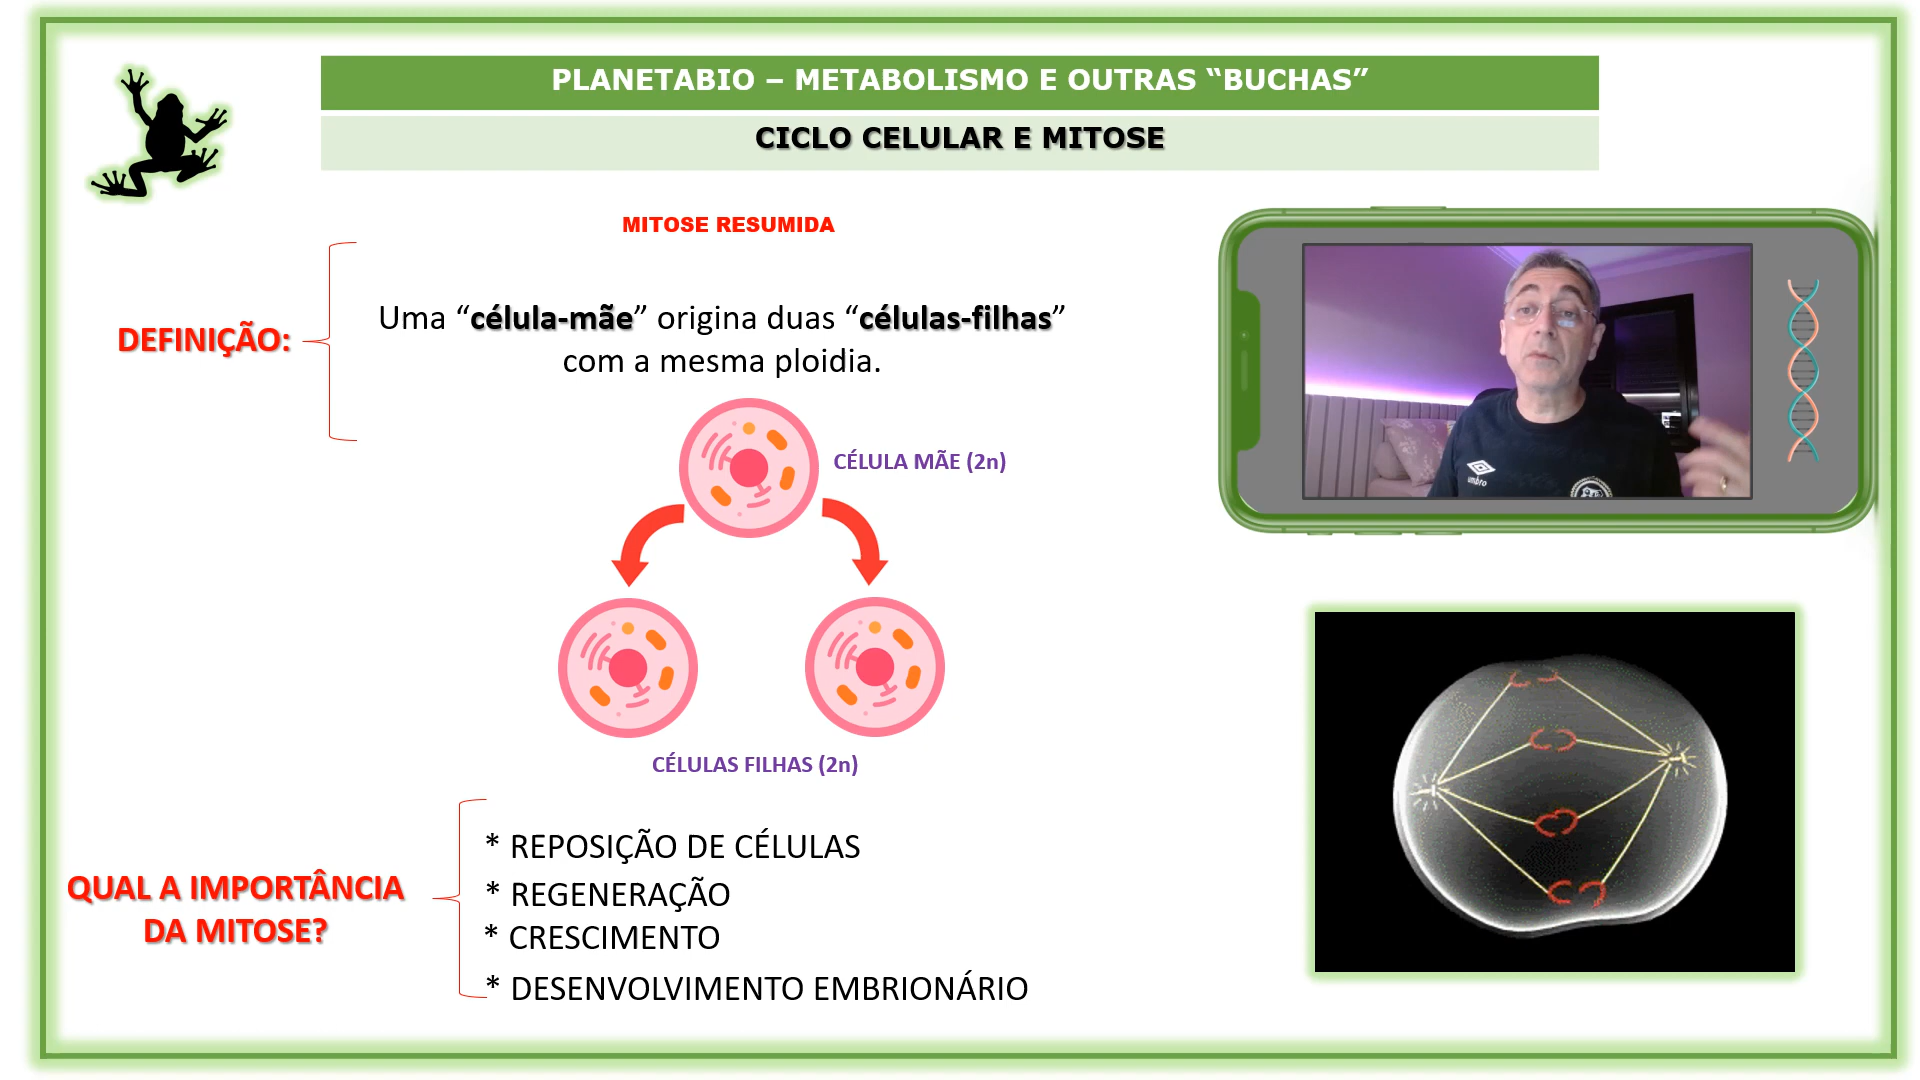 PLANETABIO – METABOLISMO E OUTRAS “BUCHAS”
CICLO CELULAR E MITOSE
MITOSE RESUMIDA
DEFINIÇÃO:
Uma “célula-mãe” origina duas “células-filhas”
com a mesma ploidia.
CÉLULA MÃE (2n)
CÉLULAS FILHAS (2n)
QUAL A IMPORTÂNCIA
DA MITOSE?
* REPOSIÇÃO DE CÉLULAS
* REGENERAÇÃO
* CRESCIMENTO
* DESENVOLVIMENTO EMBRIONÁRIO
umbro